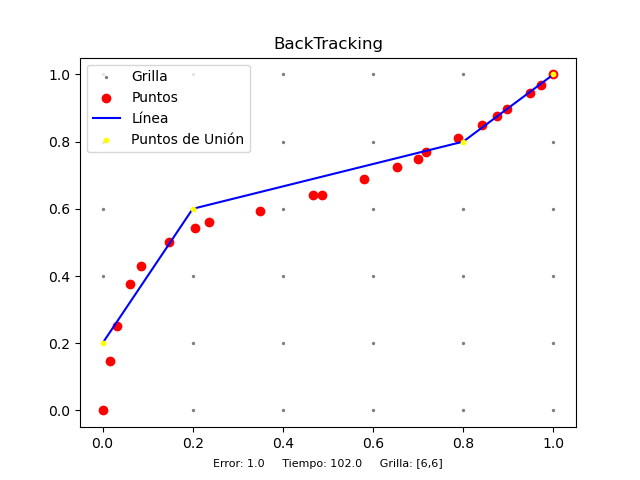 BackTracking
Grilla
Puntos
Línea
Puntos de Unión
1.0
0.8
0.6
0.4
0.2
0.0
0.0 0.2 0.4 0.6 0.8 1.0
Error: 1.0 Tiempo: 102.0 Grilla: [6,6]